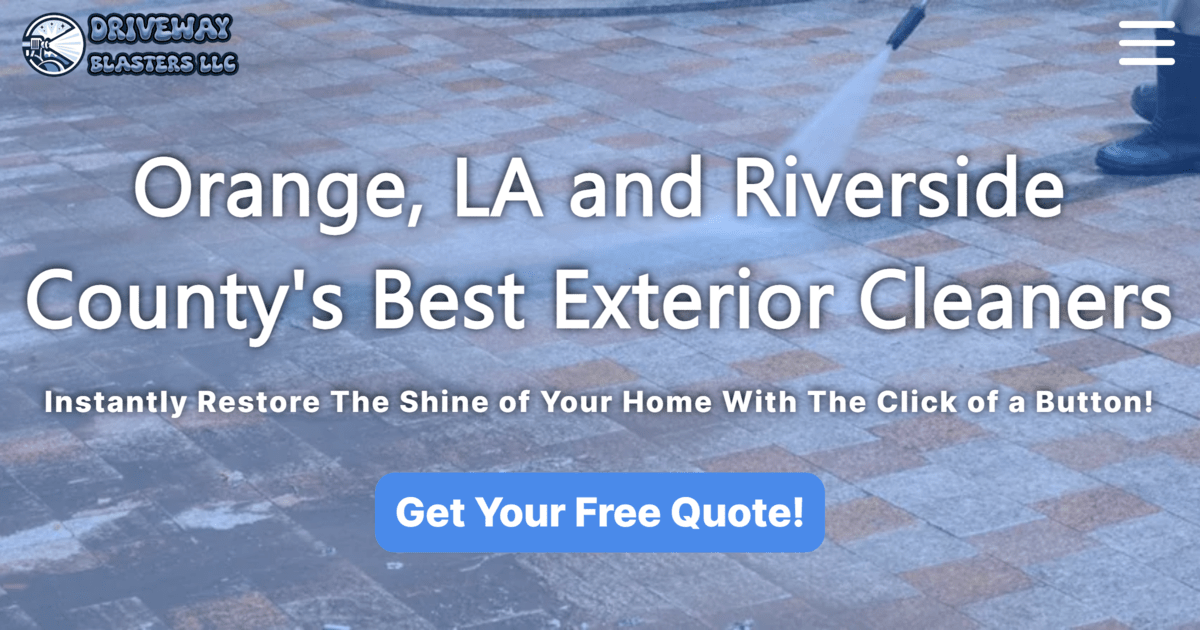 DRIVEWAY
BLASTERS LLC
Orange, LA and Riverside
County's Best Exterior Cleaners
Instantly Restore The Shine of Your Home With The Click of a Button!
Get Your Free Quote!